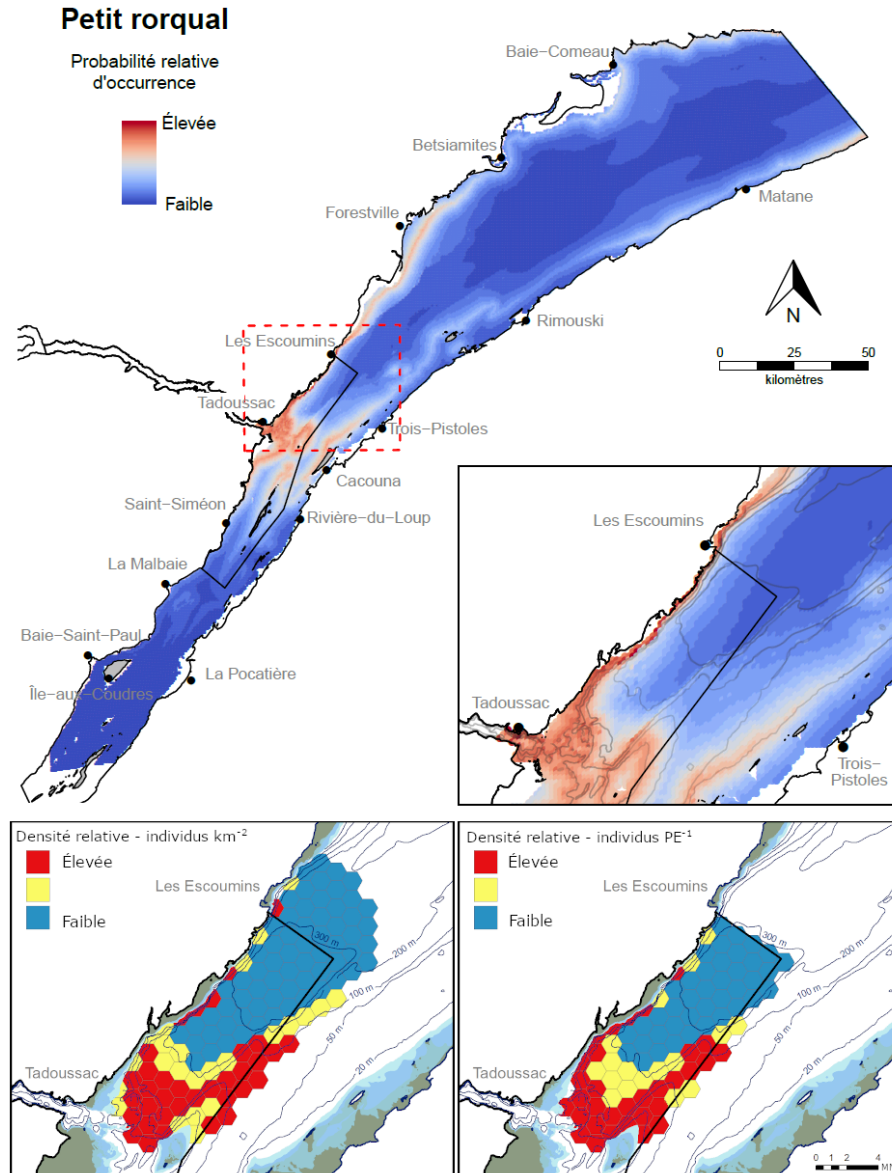 Petit rorqual
Probabilité relative
d'occurrence
Élevée
Faible
Baie-Comeau
Betsiamites
Forestville
Matane
Rimouski
N
0 25 50
kilomètres
Les Escoumins
Tadoussac
Trois-Pistoles
Cacouna
Saint-Siméon
Rivière-du-Loup
La Malbaie
Baie-Saint-Paul
La Pocatière
Île-aux-Coudres
Les Escoumins
Tadoussac
Trois-
Pistoles
Densité relative - individus km⁻²
Élevée
Faible
Les Escoumins
300 m
200 m
100 m
50 m
20 m
Tadoussac
Densité relative - individus PE⁻¹
Élevée
Faible
Les Escoumins
300 m
200 m
100 m
50 m
20 m
Tadoussac
0 1 2 4